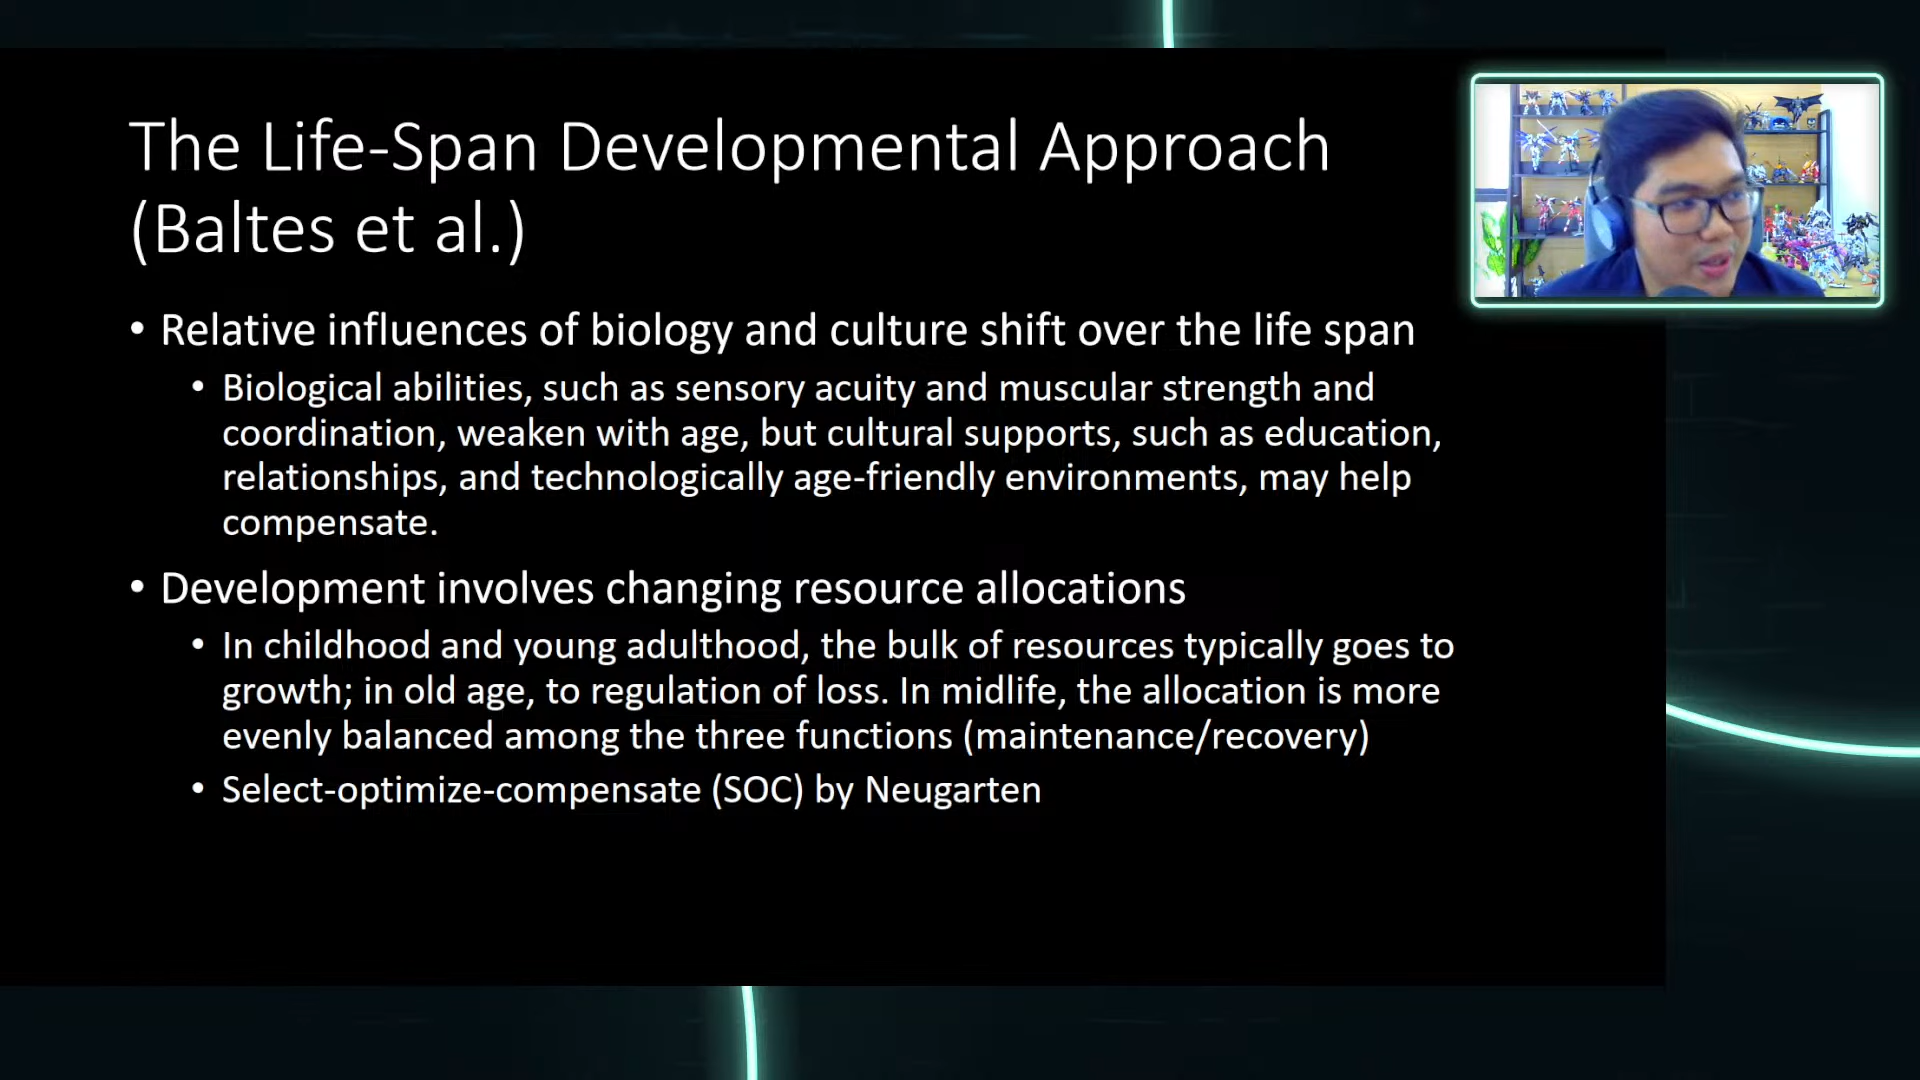 The Life-Span Developmental Approach
(Baltes et al.)
• Relative influences of biology and culture shift over the life span
• Biological abilities, such as sensory acuity and muscular strength and
coordination, weaken with age, but cultural supports, such as education,
relationships, and technologically age-friendly environments, may help
compensate.
• Development involves changing resource allocations
• In childhood and young adulthood, the bulk of resources typically goes to
growth; in old age, to regulation of loss. In midlife, the allocation is more
evenly balanced among the three functions (maintenance/recovery)
• Select-optimize-compensate (SOC) by Neugarten